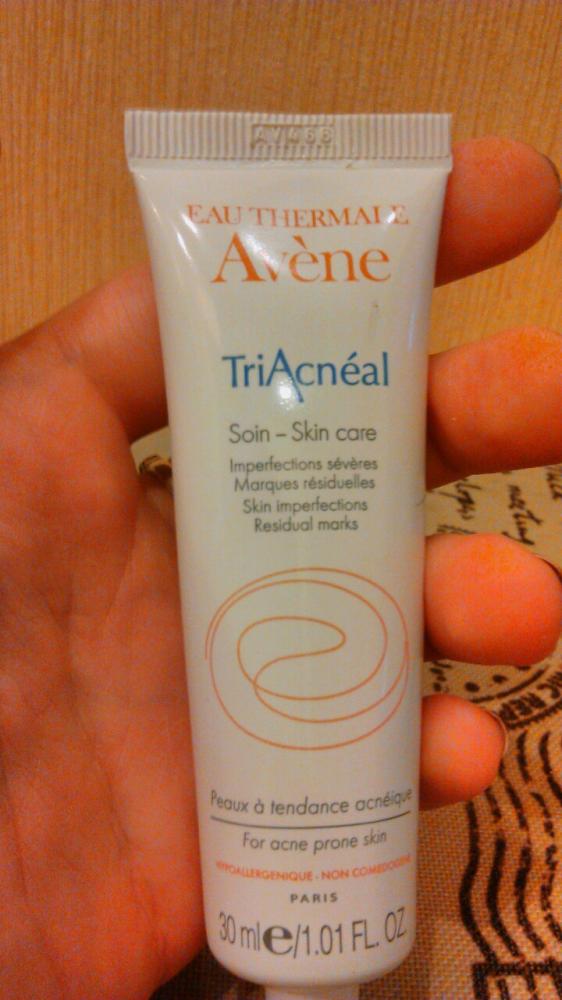 EAU THERMALE
Avène
TriAcnéal
Soin – Skin care
Imperfections sévères
Marques résiduelles
Skin imperfections
Residual marks
Peaux à tendance acnéique
For acne prone skin
HYPOALLERGENIQUE - NON COMEDOGENE
PARIS
30 ml e/1.01 FL. OZ.